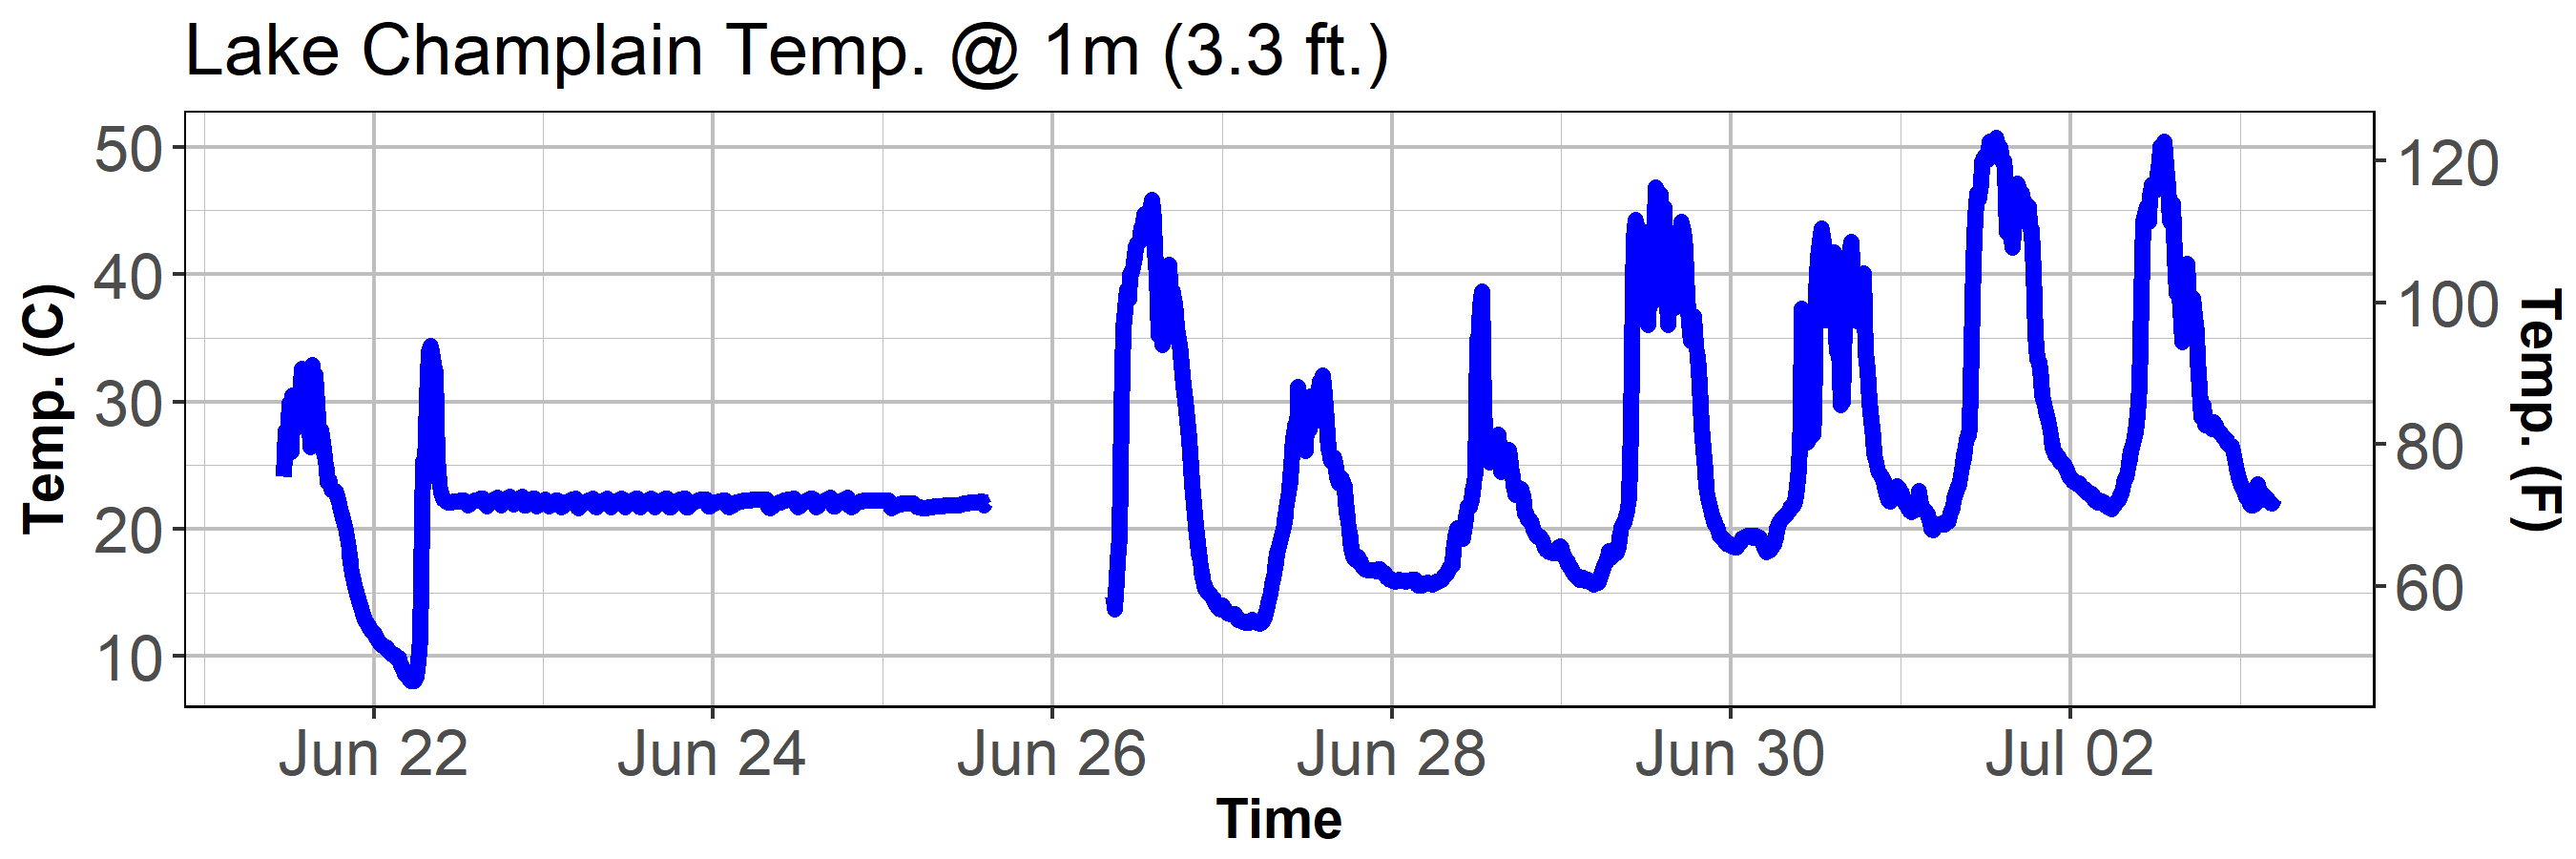 Lake Champlain Temp. @ 1m (3.3 ft.)
Temp. (C)
50
40
30
20
10
120
100
80
60
Temp. (F)
Jun 22 Jun 24 Jun 26 Jun 28 Jun 30 Jul 02
Time